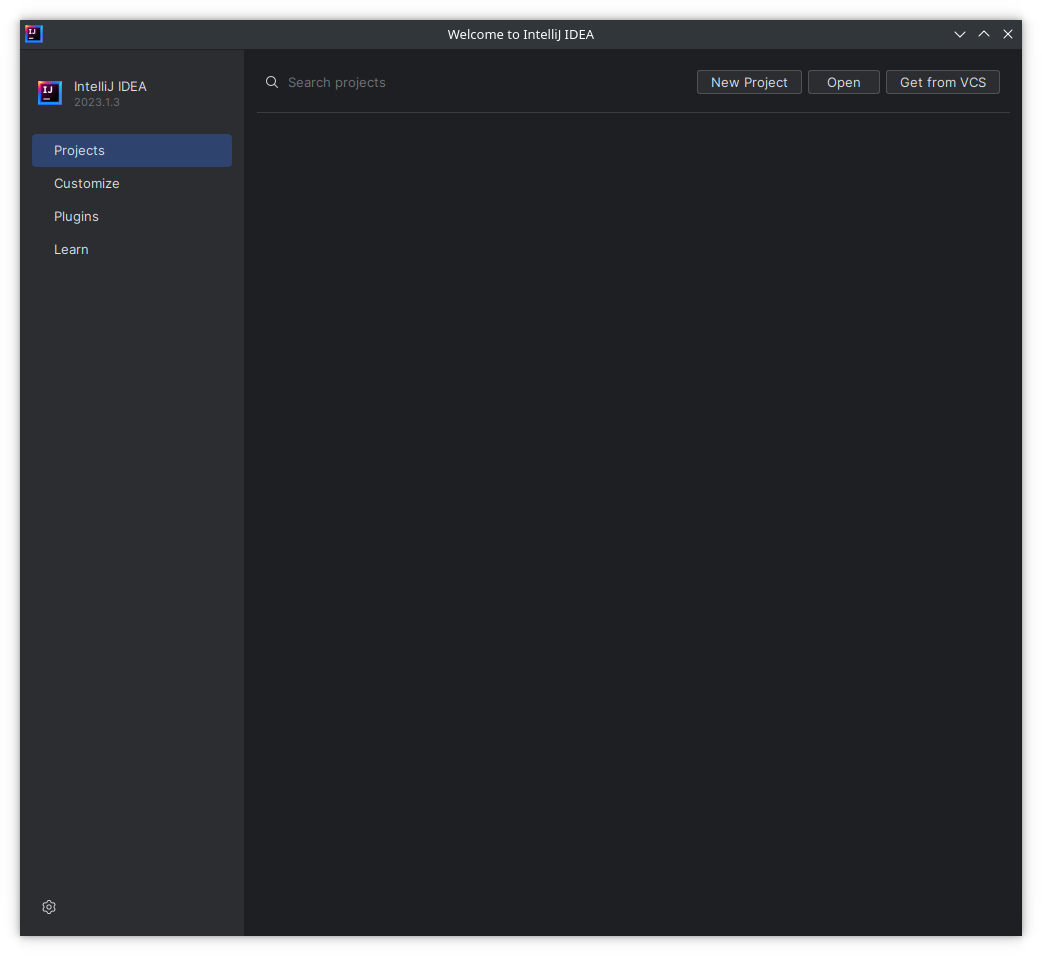 Welcome to IntelliJ IDEA
IntelliJ IDEA
2023.1.3
Projects
Customize
Plugins
Learn
Search projects
New Project
Open
Get from VCS